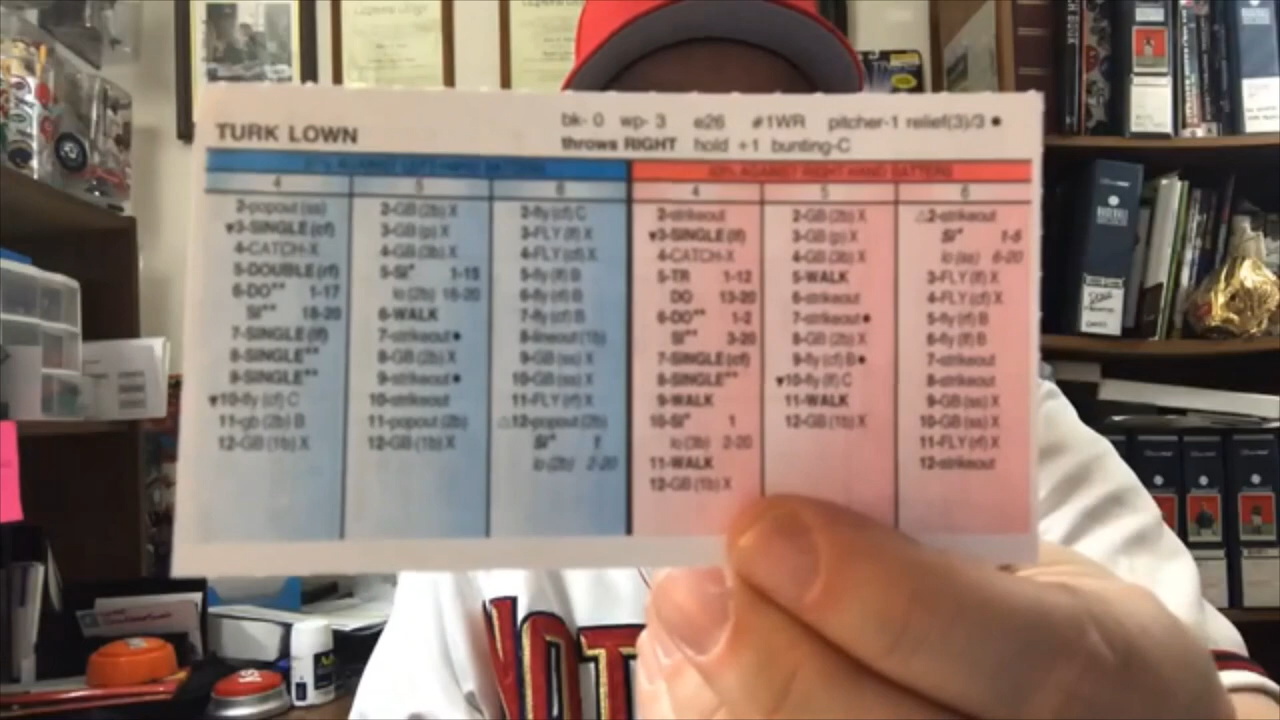 TURK LOWN
bk- 0 wp- 3 e26 #1WR pitcher-1 relief(3)/3 ●
throws RIGHT hold +1 bunting-C
AGAINST RIGHT-HAND BATTERS
4 5 6 4 5 6
2-popout (ss)
▼3-SINGLE (cf)
4-CATCH-X
5-DOUBLE (rf)
6-DO** 1-17
SI** 18-20
7-SINGLE (lf)
8-SINGLE**
9-SINGLE**
▼10-fly (cf) C
11-gb (2b) B
12-GB (1b) X
2-GB (2b) X
3-GB (p) X
4-GB (3b) X
5-SI* 1-15
lo (2b) 16-20
6-WALK
7-strikeout ●
8-GB (2b) X
9-strikeout ●
10-strikeout
11-popout (2b)
12-GB (1b) X
2-fly (cf) C
3-FLY (lf) X
4-FLY (cf) X
5-fly (lf) B
6-fly (rf) B
7-fly (cf) B
8-lineout (1b)
9-GB (ss) X
10-GB (ss) X
11-FLY (rf) X
△12-popout (2b)
SI* 1
lo (2b) 2-20
2-strikeout
▼3-SINGLE (lf)
4-CATCH-X
5-TR 1-12
DO 13-20
6-DO** 1-2
SI** 3-20
7-SINGLE (cf)
8-SINGLE**
9-WALK
10-SI* 1
lo (3b) 2-20
11-WALK
12-GB (1b) X
2-GB (2b) X
3-GB (p) X
4-GB (3b) X
5-WALK
6-strikeout
7-strikeout ●
8-GB (2b) X
9-fly (cf) B ●
▼10-fly (lf) C
11-WALK
12-GB (1b) X
△2-strikeout
SI* 1-5
lo (ss) 6-20
3-FLY (lf) X
4-FLY (cf) X
5-fly (rf) B
6-fly (lf) B
7-strikeout
8-strikeout
9-GB (ss) X
10-GB (ss) X
11-FLY (rf) X
12-strikeout